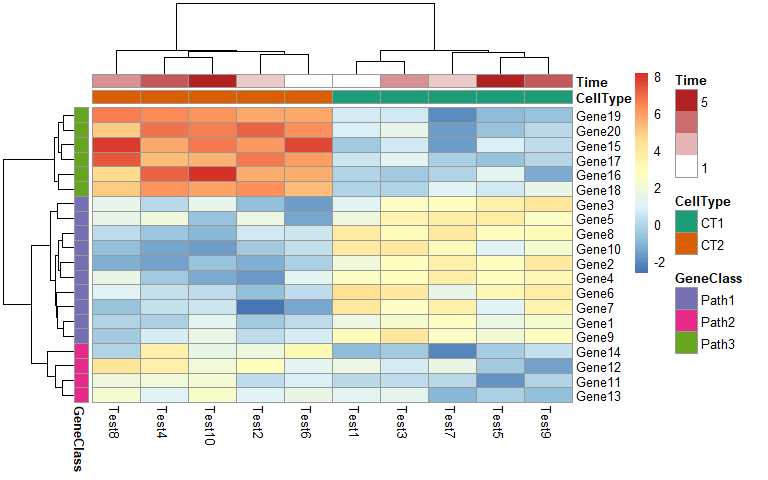 Time
CellType
Gene19
Gene20
Gene15
Gene17
Gene16
Gene18
Gene3
Gene5
Gene8
Gene10
Gene2
Gene4
Gene6
Gene7
Gene1
Gene9
Gene14
Gene12
Gene11
Gene13
GeneClass
Test8
Test4
Test10
Test2
Test6
Test1
Test3
Test7
Test5
Test9
8
6
4
2
0
-2
Time
5
1
CellType
CT1
CT2
GeneClass
Path1
Path2
Path3